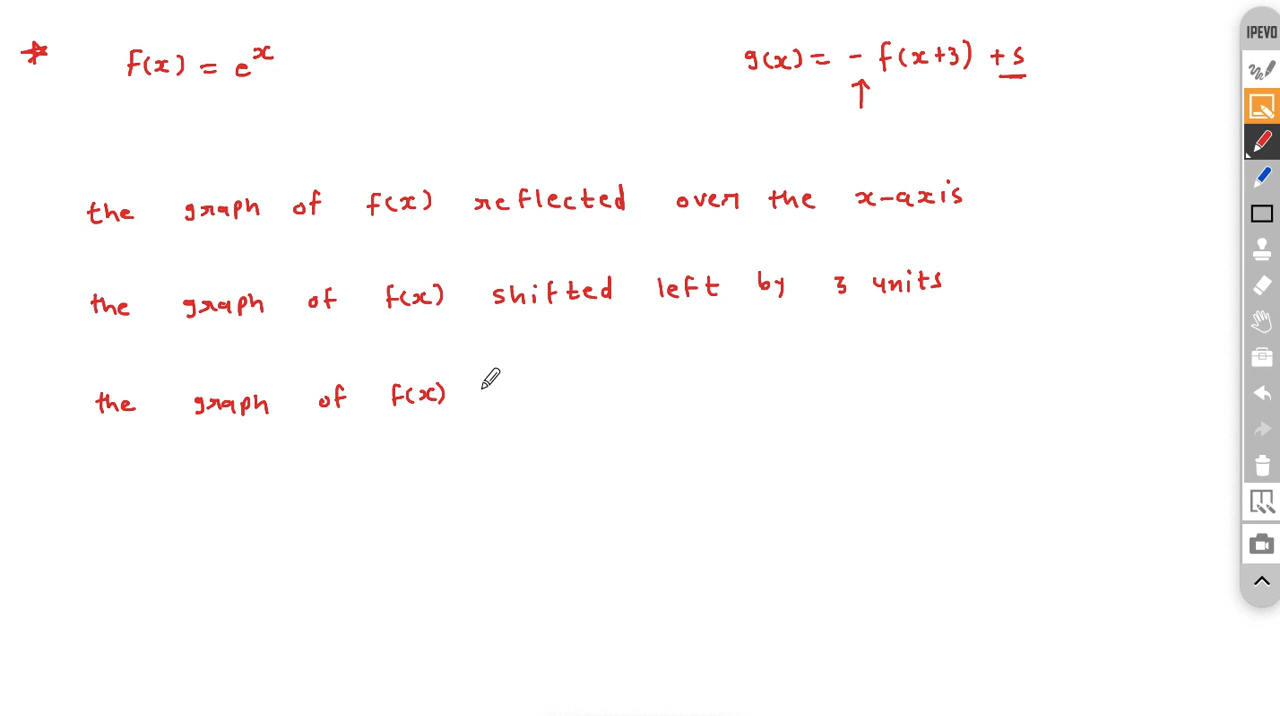 f(x) = e^x
g(x) = - f(x+3) + 5
the graph of f(x) reflected over the x-axis
the graph of f(x) shifted left by 3 units
the graph of f(x)
IPEVO